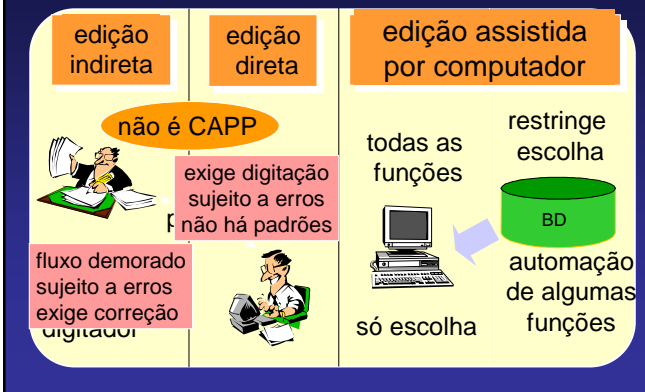 edição
indireta
edição
direta
edição assistida
por computador
não é CAPP
exige digitação
sujeito a erros
não há padrões
fluxo demorado
sujeito a erros
exige correção
digitador
todas as
funções
só escolha
restringe
escolha
BD
automação
de algumas
funções